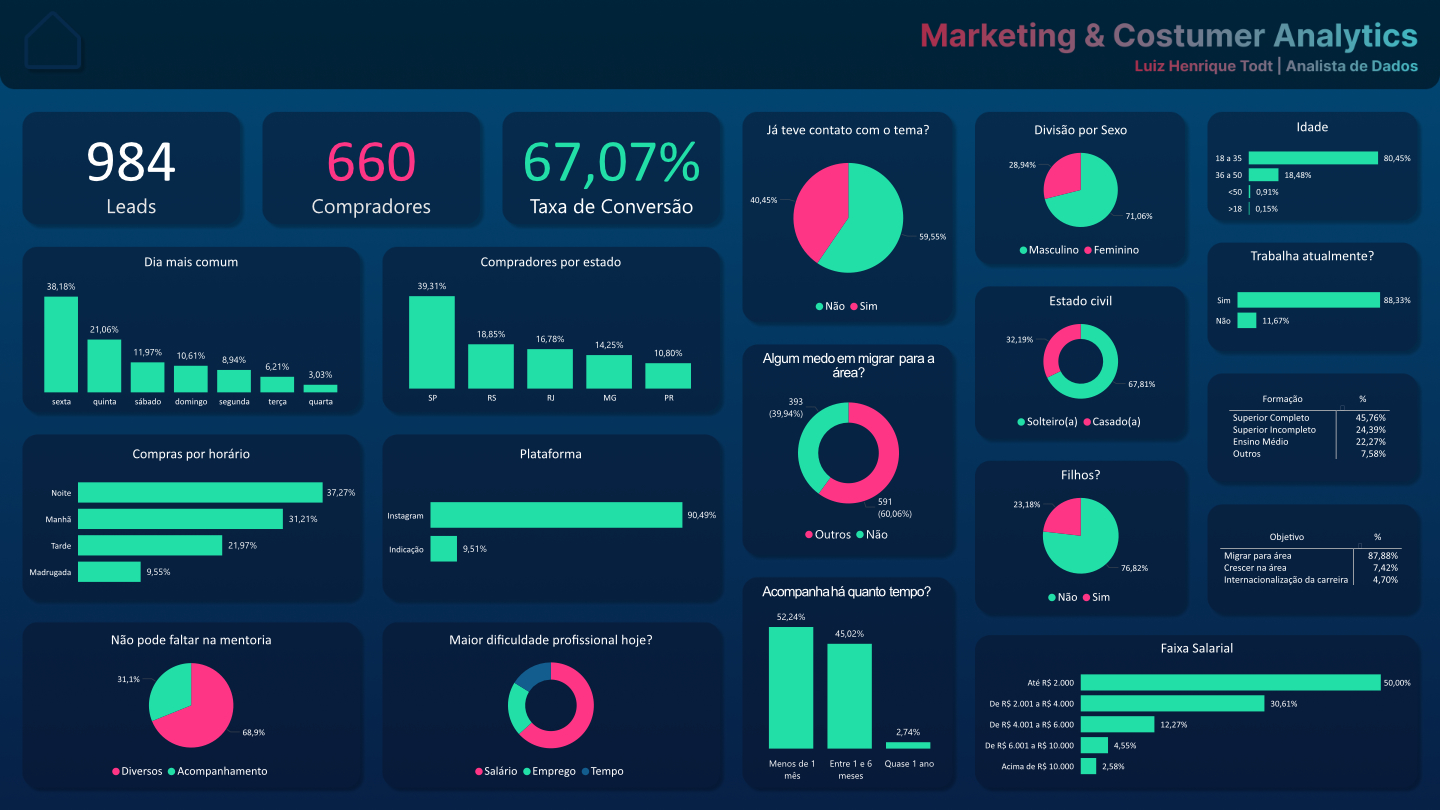 Marketing & Costumer Analytics
Luiz Henrique Todt | Analista de Dados
984
Leads
660
Compradores
67,07%
Taxa de Conversão
Dia mais comum
38,18%
21,06%
11,97%
10,61%
8,94%
6,21%
3,03%
sexta
quinta
sábado
domingo
segunda
terça
quarta
Compradores por estado
39,31%
18,85%
16,78%
14,25%
10,80%
SP
RS
RJ
MG
PR
Compras por horário
Noite
37,27%
Manhã
31,21%
Tarde
21,97%
Madrugada
9,55%
Plataforma
Instagram
90,49%
Indicação
9,51%
Não pode faltar na mentoria
31,1%
68,9%
Diversos
Acompanhamento
Maior dificuldade profissional hoje?
Salário
Emprego
Tempo
Já teve contato com o tema?
40,45%
59,55%
Não
Sim
Algum medo em migrar para a
área?
393
(39,94%)
591
(60,06%)
Outros
Não
Acompanha há quanto tempo?
52,24%
45,02%
2,74%
Menos de 1
mês
Entre 1 e 6
meses
Quase 1 ano
Divisão por Sexo
28,94%
71,06%
Masculino
Feminino
Estado civil
32,19%
67,81%
Solteiro(a)
Casado(a)
Filhos?
23,18%
76,82%
Não
Sim
Idade
18 a 35
80,45%
36 a 50
18,48%
<50
0,91%
>18
0,15%
Trabalha atualmente?
Sim
88,33%
Não
11,67%
Formação %
Superior Completo 45,76%
Superior Incompleto 24,39%
Ensino Médio 22,27%
Outros 7,58%
Objetivo %
Migrar para área 87,88%
Crescer na área 7,42%
Internacionalização da carreira 4,70%
Faixa Salarial
Até R$ 2.000
50,00%
De R$ 2.001 a R$ 4.000
30,61%
De R$ 4.001 a R$ 6.000
12,27%
De R$ 6.001 a R$ 10.000
4,55%
Acima de R$ 10.000
2,58%